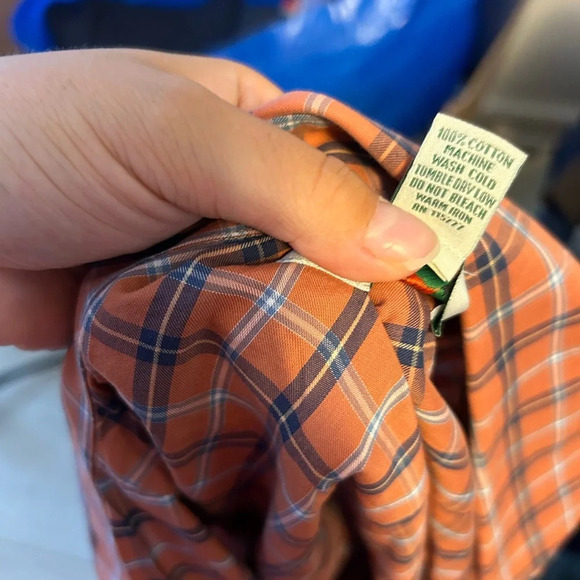 100% COTTON
MACHINE
WASH COLD
TUMBLE DRY LOW
DO NOT BLEACH
WARM IRON
RN 115777